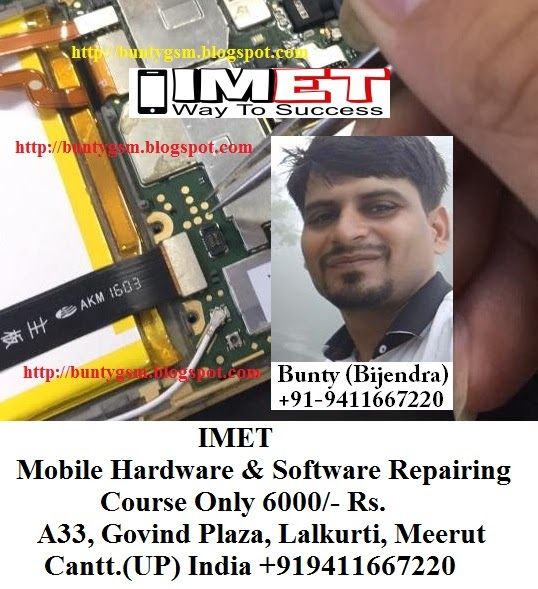 http://buntygsm.blogspot.com
IMET
Way To Success
http://buntygsm.blogspot.com
AKM 1603
http://buntygsm.blogspot.com
Bunty (Bijendra)
+91-9411667220
IMET
Mobile Hardware & Software Repairing
Course Only 6000/- Rs.
A33, Govind Plaza, Lalkurti, Meerut
Cantt.(UP) India +919411667220